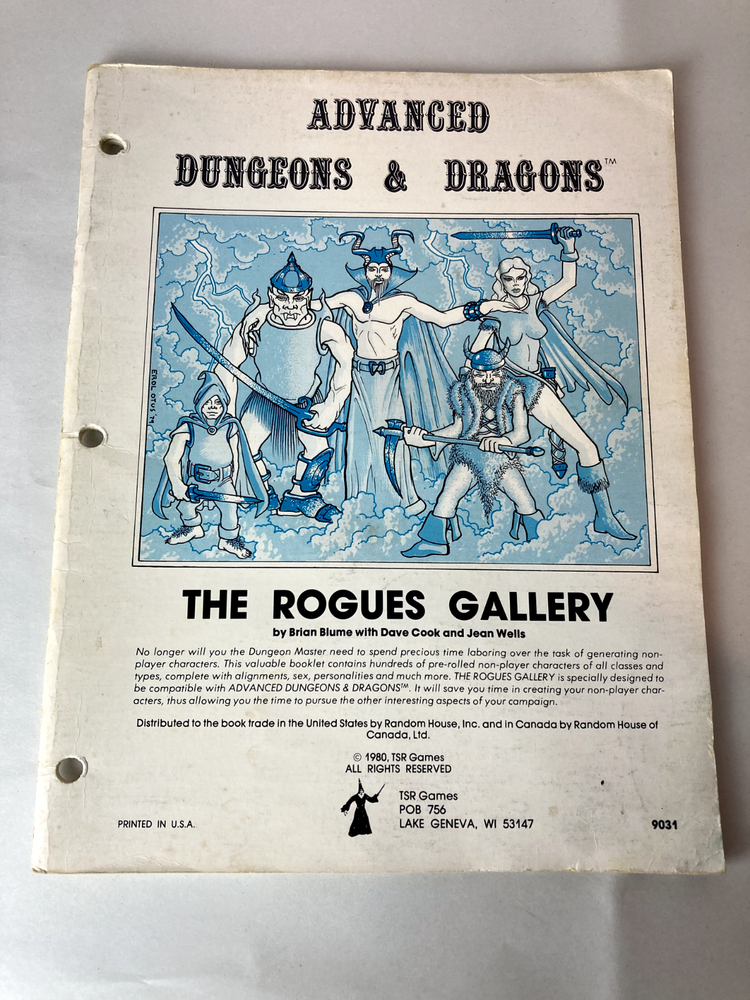 ADVANCED
DUNGEONS & DRAGONS™
EROL OTUS '79
THE ROGUES GALLERY
by Brian Blume with Dave Cook and Jean Wells
No longer will you the Dungeon Master need to spend precious time laboring over the task of generating non-
player characters. This valuable booklet contains hundreds of pre-rolled non-player characters of all classes and
types, complete with alignments, sex, personalities and much more. THE ROGUES GALLERY is specially designed to
be compatible with ADVANCED DUNGEONS & DRAGONS™. It will save you time in creating your non-player char-
acters, thus allowing you the time to pursue the other interesting aspects of your campaign.
Distributed to the book trade in the United States by Random House, Inc. and in Canada by Random House of
Canada, Ltd.
© 1980, TSR Games
ALL RIGHTS RESERVED
TSR Games
POB 756
LAKE GENEVA, WI 53147
PRINTED IN U.S.A.
9031